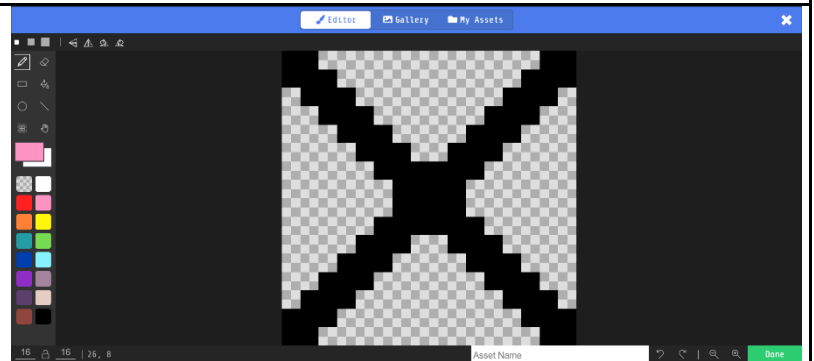 Editor Gallery My Assets
16 16 | 26, 8 Asset Name Done